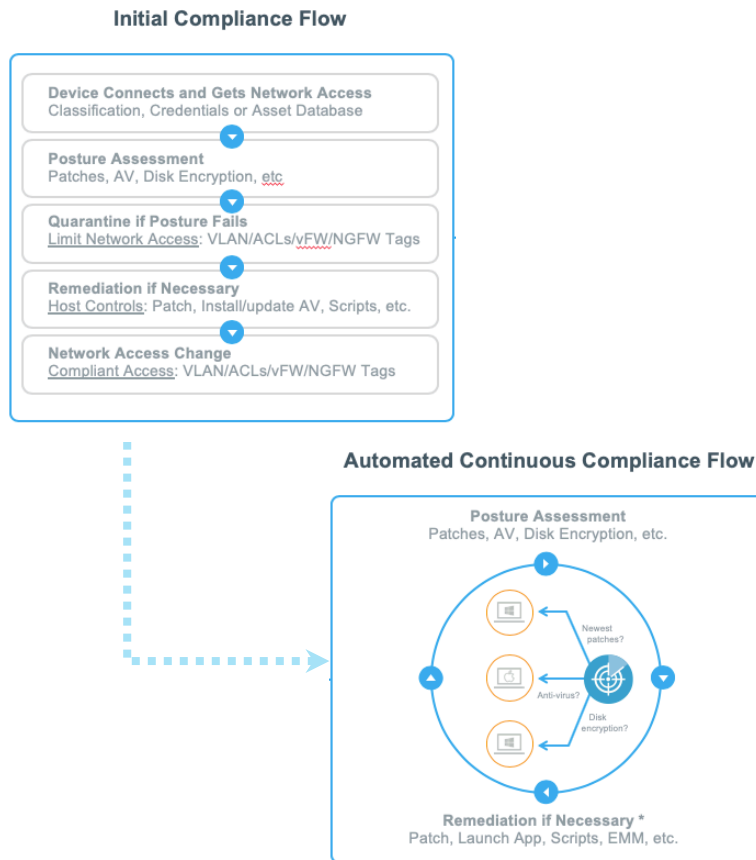 Initial Compliance Flow
Device Connects and Gets Network Access
Classification, Credentials or Asset Database
Posture Assessment
Patches, AV, Disk Encryption, etc
Quarantine if Posture Fails
Limit Network Access: VLAN/ACLs/vFW/NGFW Tags
Remediation if Necessary
Host Controls: Patch, Install/update AV, Scripts, etc.
Network Access Change
Compliant Access: VLAN/ACLs/vFW/NGFW Tags
Automated Continuous Compliance Flow
Posture Assessment
Patches, AV, Disk Encryption, etc.
Newest
patches?
Anti-virus?
Disk
encryption?
Remediation if Necessary *
Patch, Launch App, Scripts, EMM, etc.